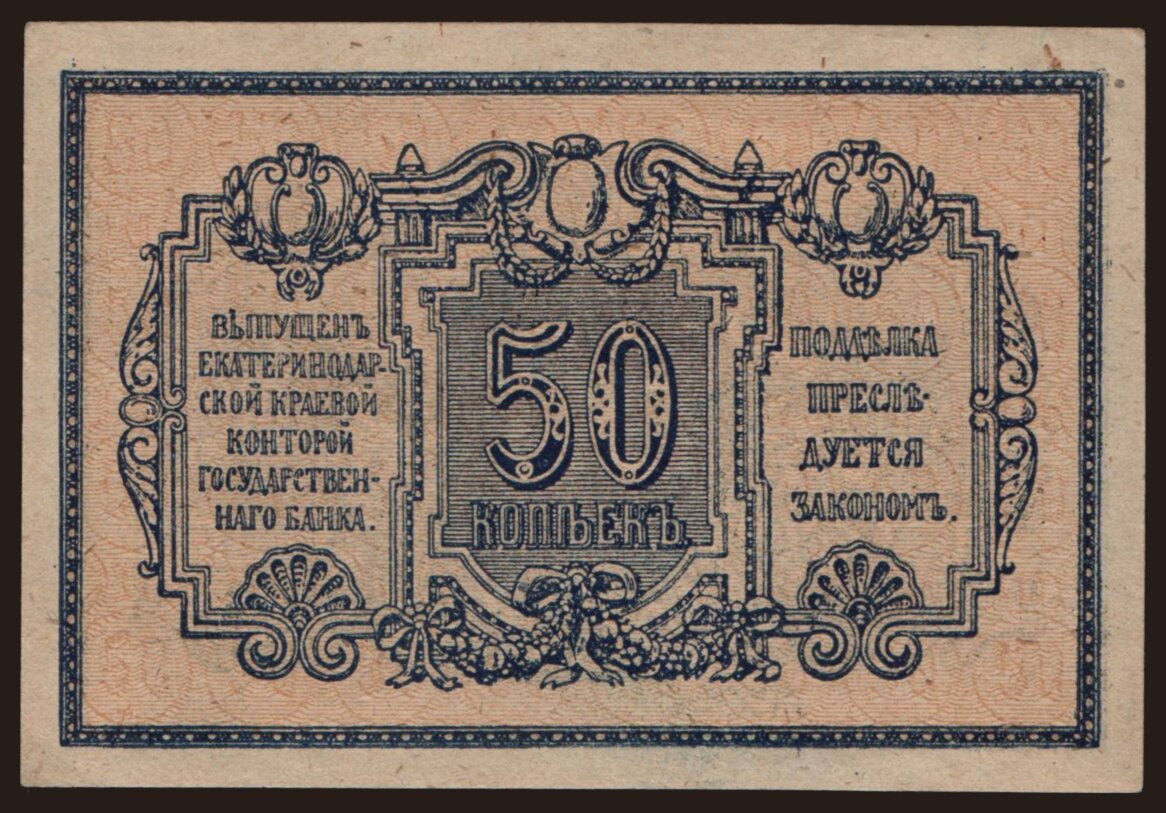 ВЫПУЩЕНЪ
ЕКАТЕРИНОДАР-
СКОЙ КРАЕВОЙ
КОНТОРОЙ
ГОСУДАРСТВЕН-
НАГО БАНКА.
50
КОПѢЕКЪ.
ПОДДѢЛКА
ПРЕСЛѢ-
ДУЕТСЯ
ЗАКОНОМЪ.